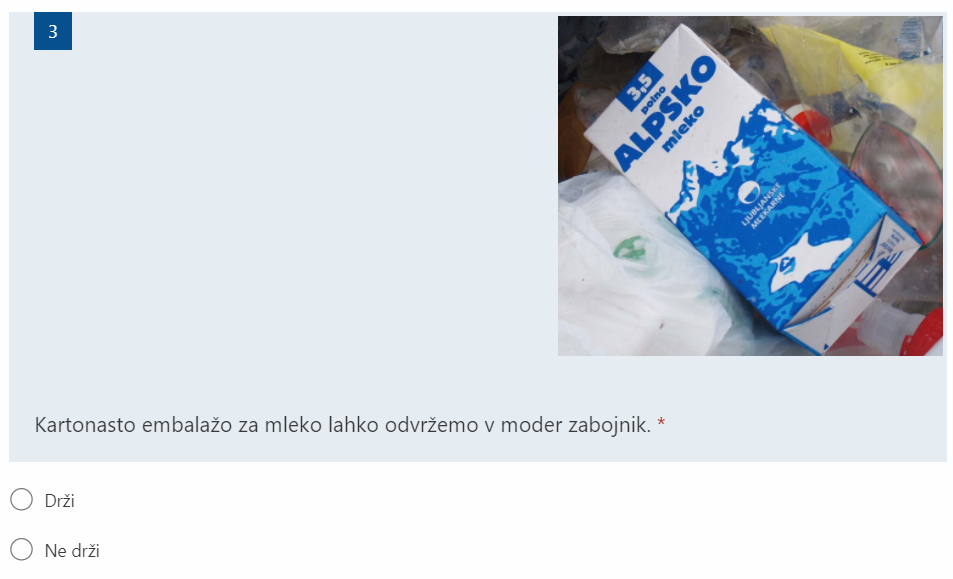 3
3,5
polno
ALPSKO
mleko
LJUBLJANSKE
MLEKARNE
Kartonasto embalažo za mleko lahko odvržemo v moder zabojnik. *
Drži
Ne drži